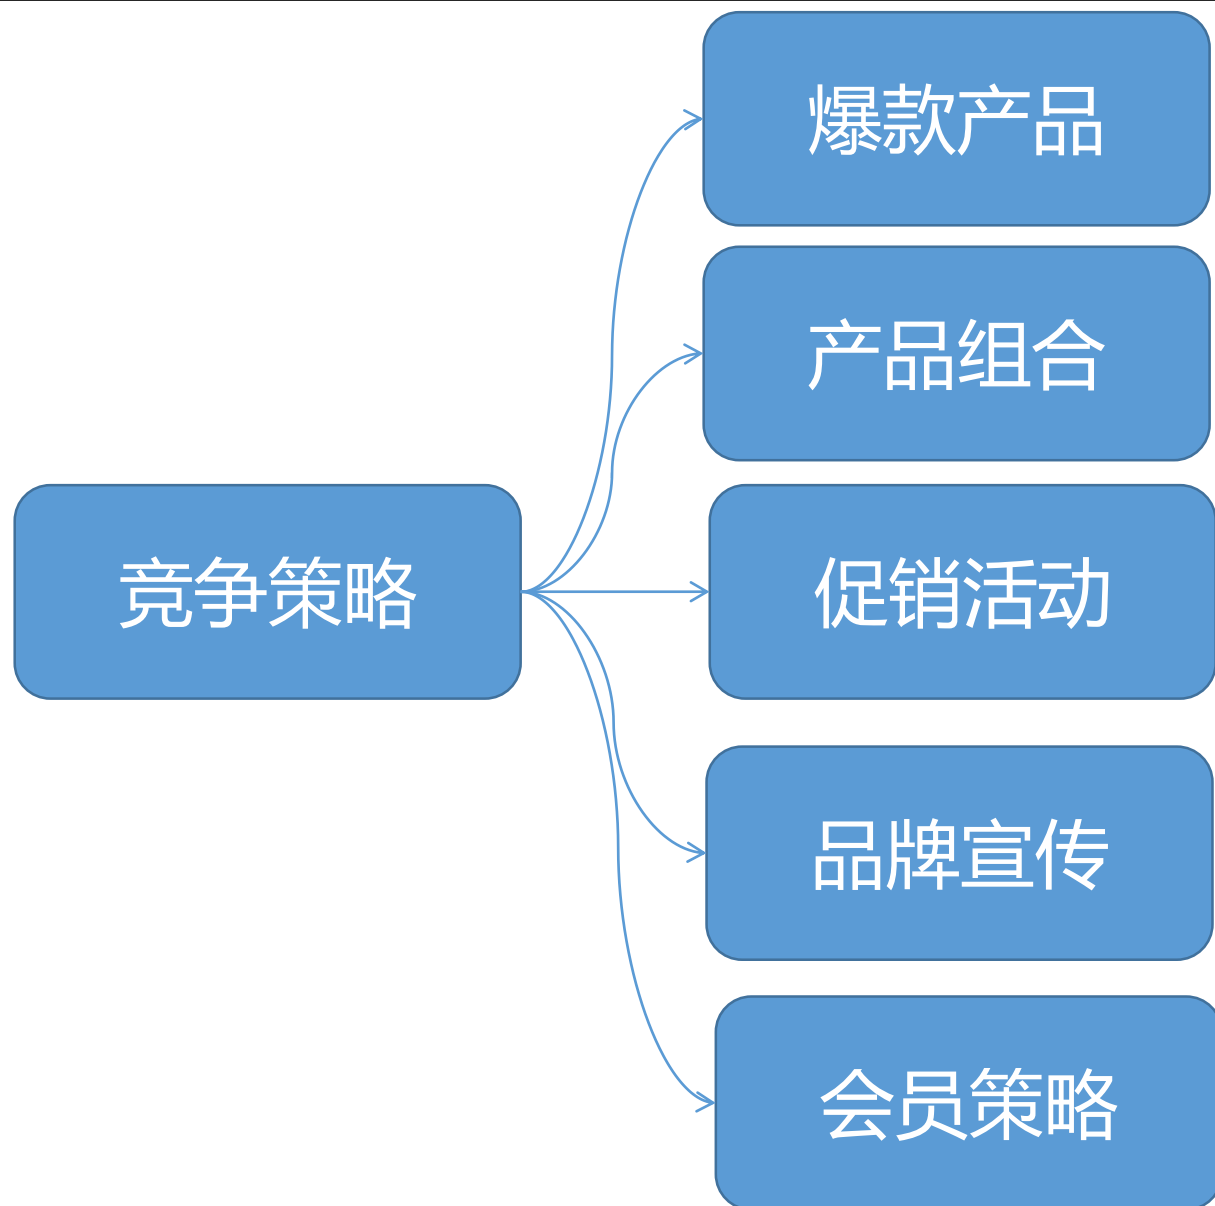 爆款产品
产品组合
竞争策略
促销活动
品牌宣传
会员策略